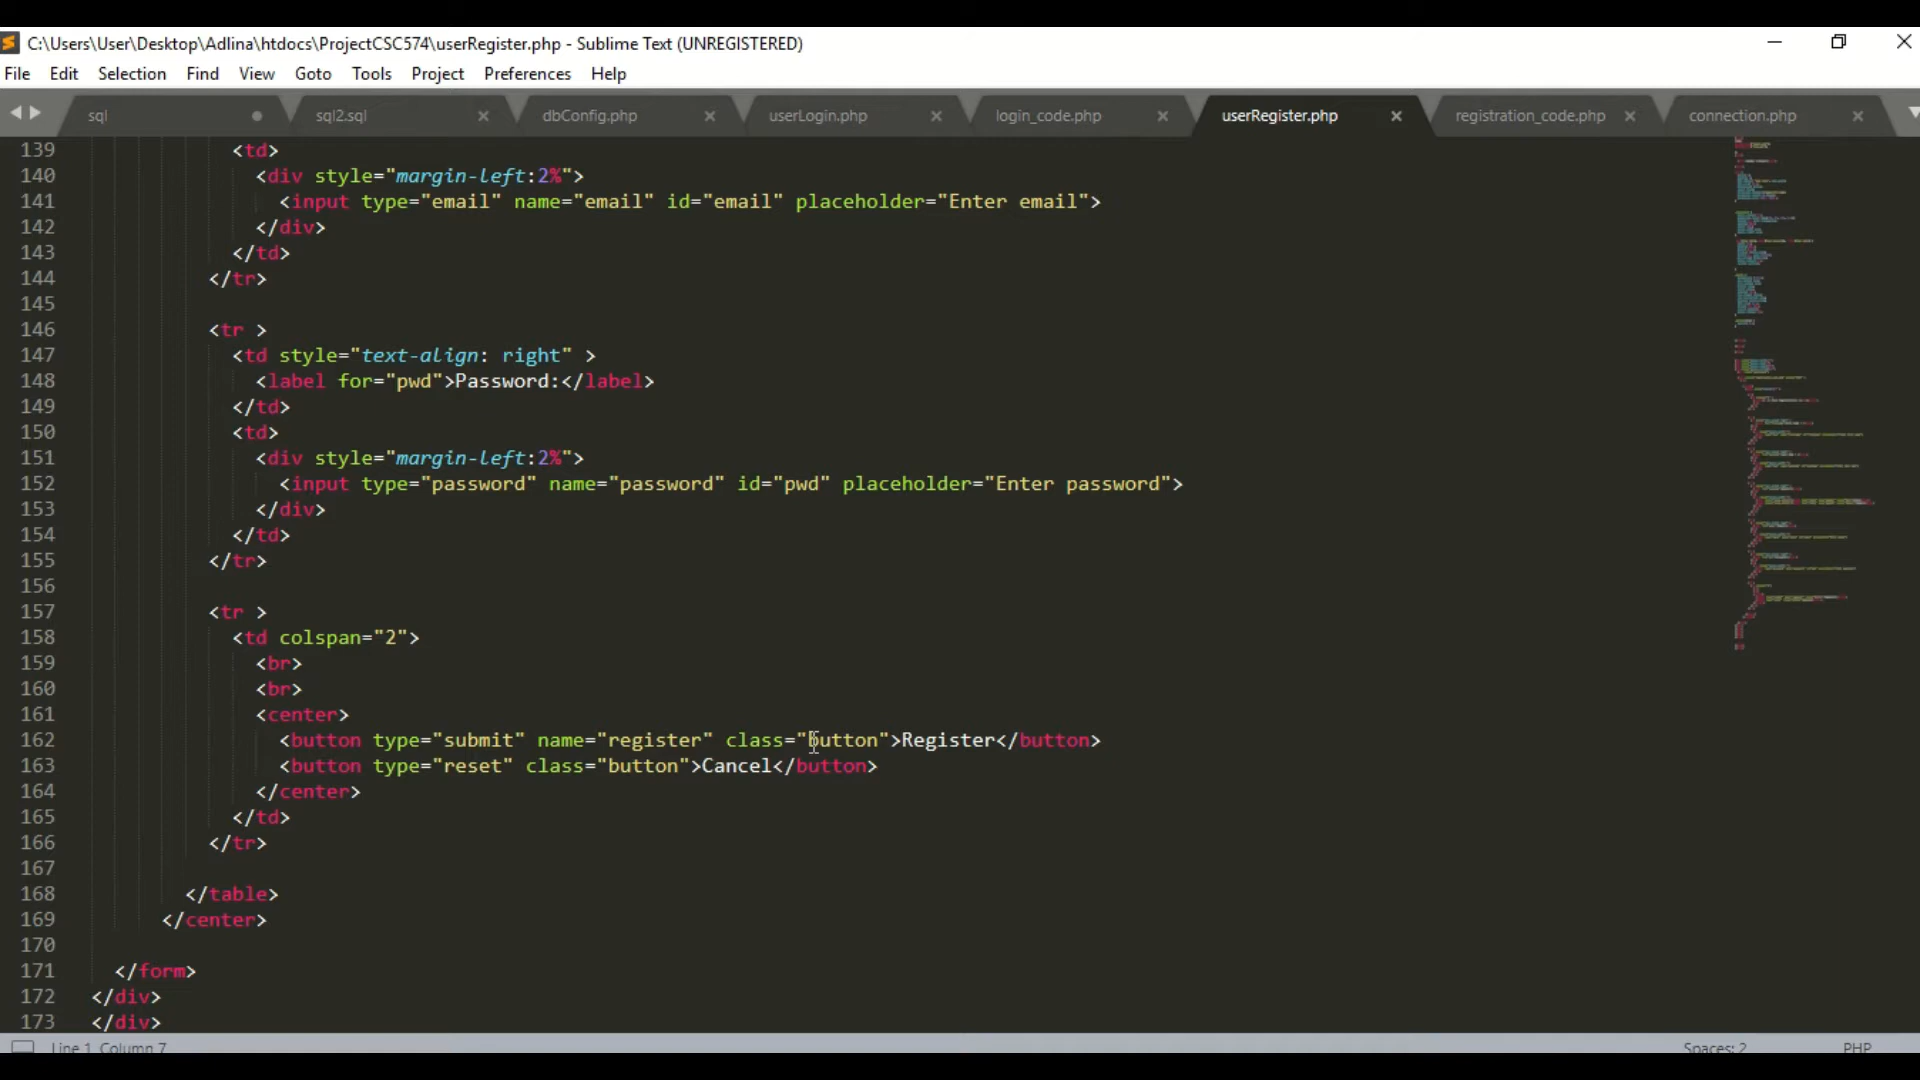 C:\Users\User\Desktop\Adlina\htdocs\ProjectCSC574\userRegister.php - Sublime Text (UNREGISTERED)
File Edit Selection Find View Goto Tools Project Preferences Help
sql sql2.sql dbConfig.php userLogin.php login_code.php userRegister.php registration_code.php connection.php
139 <td>
140 <div style="margin-left:2%">
141 <input type="email" name="email" id="email" placeholder="Enter email">
142 </div>
143 </td>
144 </tr>
145
146 <tr >
147 <td style="text-align: right" >
148 <label for="pwd">Password:</label>
149 </td>
150 <td>
151 <div style="margin-left:2%">
152 <input type="password" name="password" id="pwd" placeholder="Enter password">
153 </div>
154 </td>
155 </tr>
156
157 <tr >
158 <td colspan="2">
159 <br>
160 <br>
161 <center>
162 <button type="submit" name="register" class="button">Register</button>
163 <button type="reset" class="button">Cancel</button>
164 </center>
165 </td>
166 </tr>
167
168 </table>
169 </center>
170
171 </form>
172 </div>
173 </div>
Line 1, Column 7 Spaces: 2 PHP